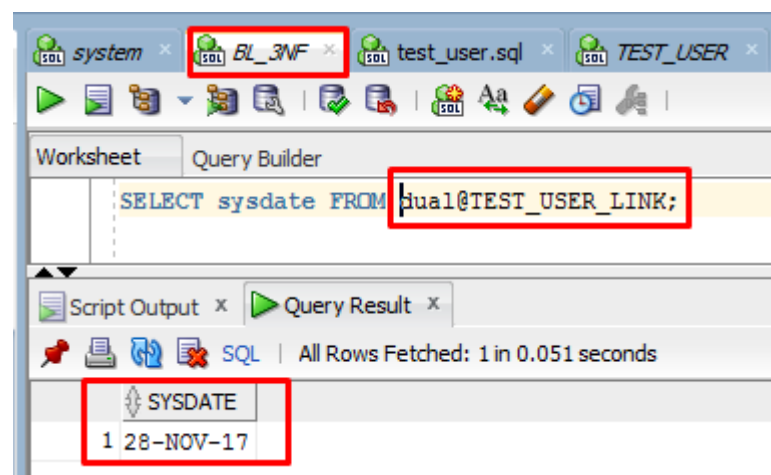 system × BL_3NF × test_user.sql × TEST_USER ×
Aa
Worksheet Query Builder
SELECT sysdate FROM dual@TEST_USER_LINK;
Script Output x Query Result x
SQL | All Rows Fetched: 1 in 0.051 seconds
SYSDATE
1 28-NOV-17